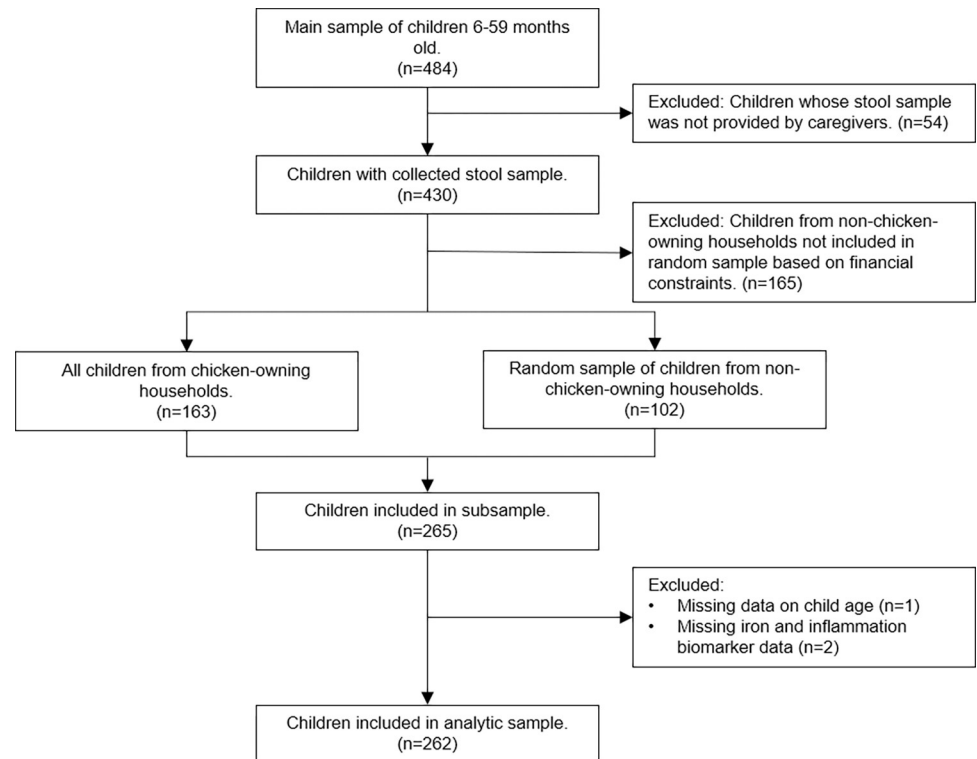 Main sample of children 6-59 months
old.
(n=484)
Excluded: Children whose stool sample
was not provided by caregivers. (n=54)
Children with collected stool sample.
(n=430)
Excluded: Children from non-chicken-
owning households not included in
random sample based on financial
constraints. (n=165)
All children from chicken-owning
households.
(n=163)
Random sample of children from non-
chicken-owning households.
(n=102)
Children included in subsample.
(n=265)
Excluded:
• Missing data on child age (n=1)
• Missing iron and inflammation
biomarker data (n=2)
Children included in analytic sample.
(n=262)